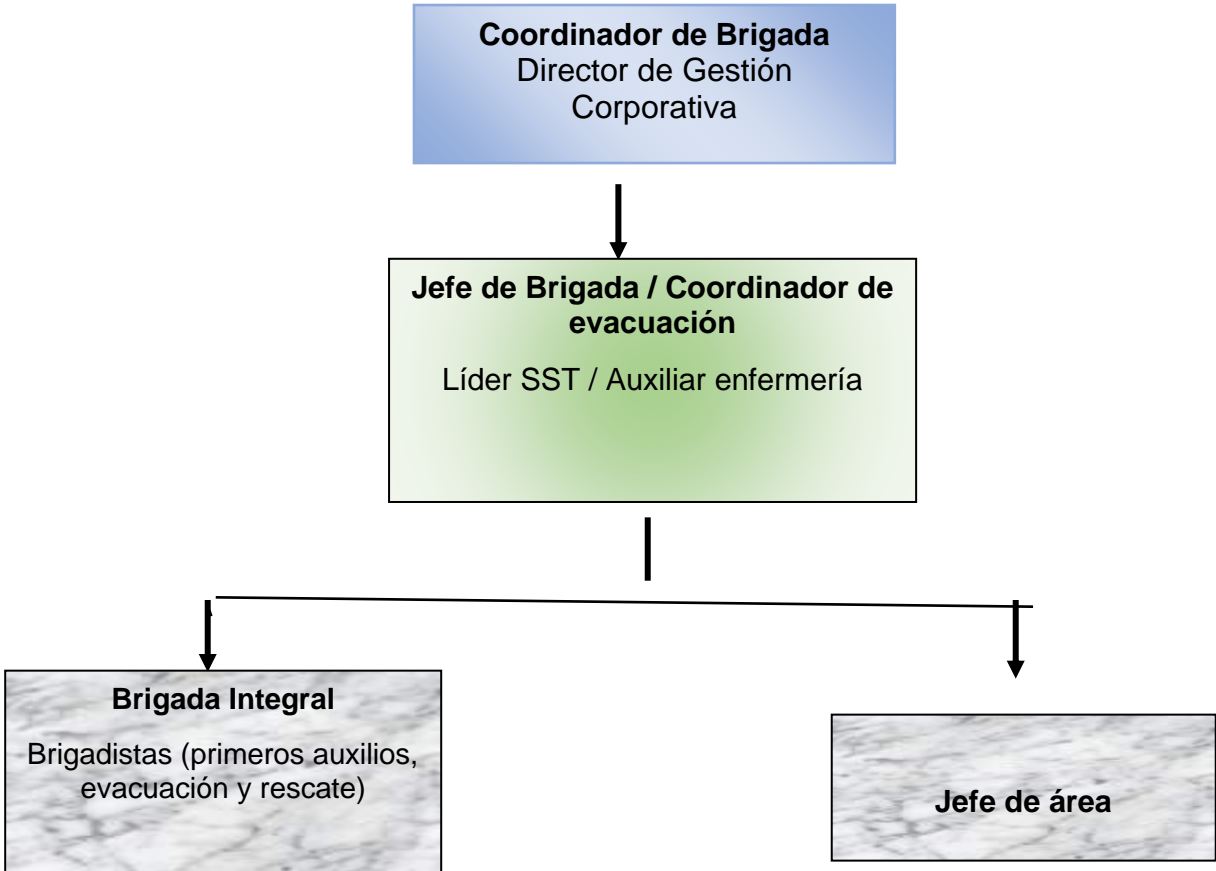 Coordinador de Brigada
Director de Gestión
Corporativa
Jefe de Brigada / Coordinador de
evacuación
Líder SST / Auxiliar enfermería
Brigada Integral
Brigadistas (primeros auxilios,
evacuación y rescate)
Jefe de área